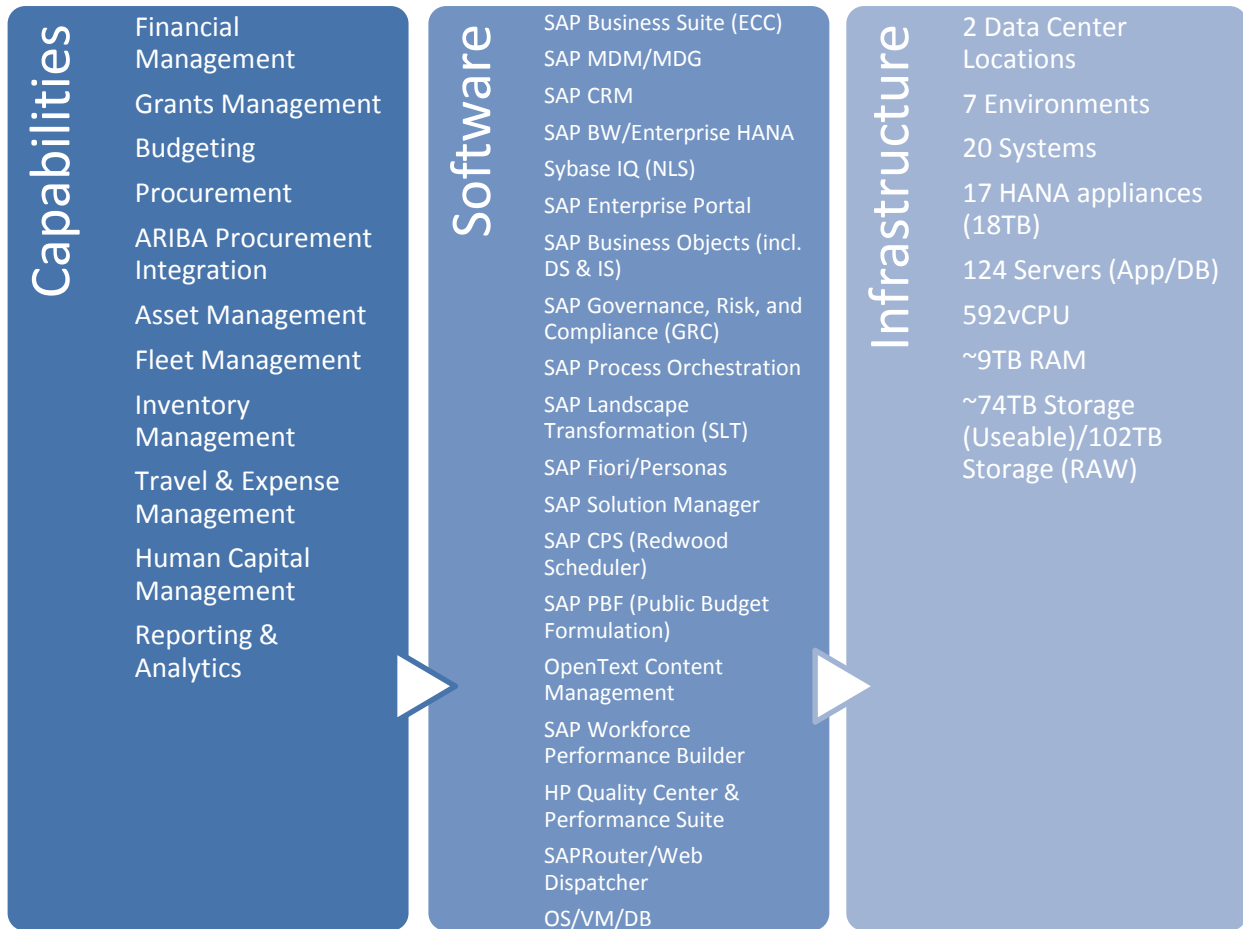 Capabilities
Financial
Management
Grants Management
Budgeting
Procurement
ARIBA Procurement
Integration
Asset Management
Fleet Management
Inventory
Management
Travel & Expense
Management
Human Capital
Management
Reporting &
Analytics
Software
SAP Business Suite (ECC)
SAP MDM/MDG
SAP CRM
SAP BW/Enterprise HANA
Sybase IQ (NLS)
SAP Enterprise Portal
SAP Business Objects (incl.
DS & IS)
SAP Governance, Risk, and
Compliance (GRC)
SAP Process Orchestration
SAP Landscape
Transformation (SLT)
SAP Fiori/Personas
SAP Solution Manager
SAP CPS (Redwood
Scheduler)
SAP PBF (Public Budget
Formulation)
OpenText Content
Management
SAP Workforce
Performance Builder
HP Quality Center &
Performance Suite
SAPRouter/Web
Dispatcher
OS/VM/DB
Infrastructure
2 Data Center
Locations
7 Environments
20 Systems
17 HANA appliances
(18TB)
124 Servers (App/DB)
592vCPU
~9TB RAM
~74TB Storage
(Useable)/102TB
Storage (RAW)